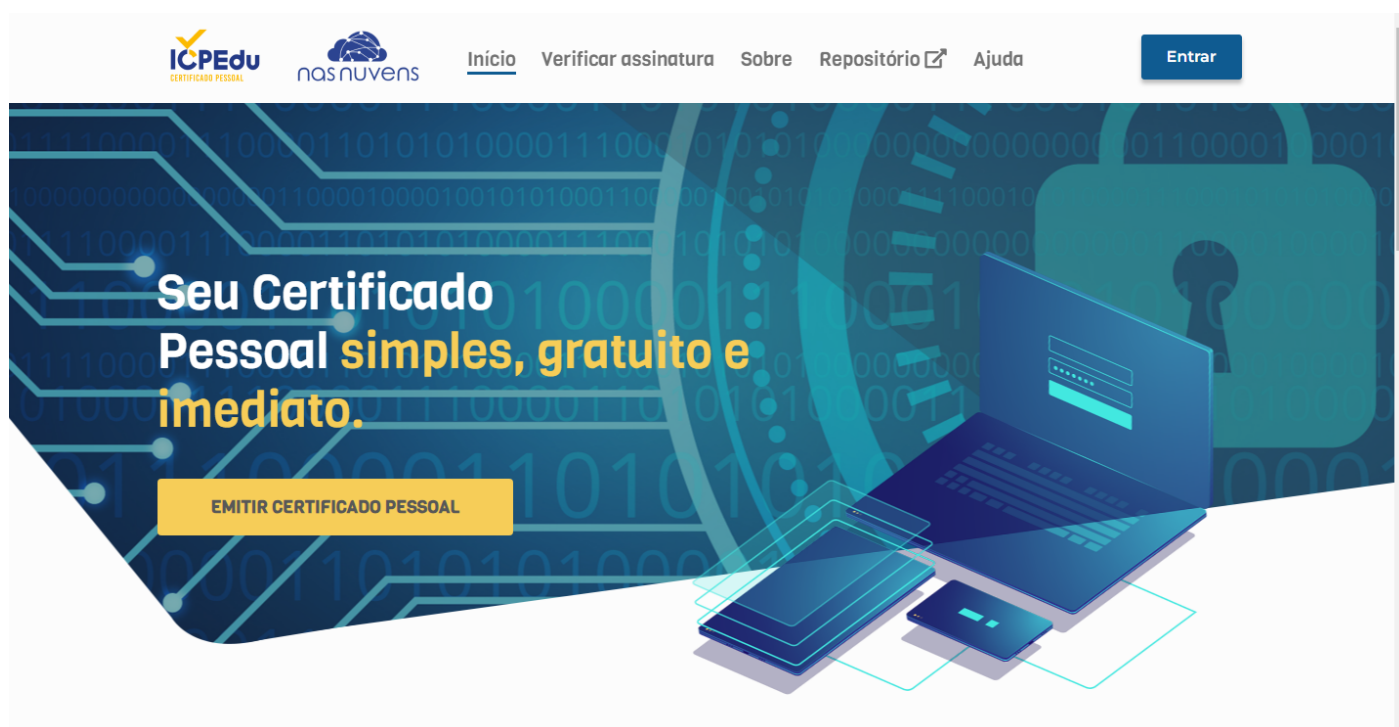 ICPEdu
CERTIFICADO PESSOAL
nas nuvens
Início
Verificar assinatura
Sobre
Repositório
Ajuda
Entrar
Seu Certificado
Pessoal simples, gratuito e
imediato.
EMITIR CERTIFICADO PESSOAL